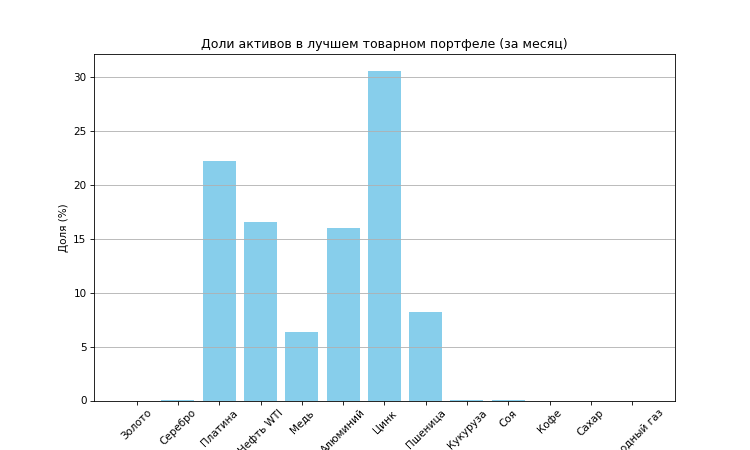 Доли активов в лучшем товарном портфеле (за месяц)
Доля (%)
30
25
20
15
10
5
0
Золото
Серебро
Платина
Нефть WTI
Медь
Алюминий
Цинк
Пшеница
Кукуруза
Соя
Кофе
Сахар
газ